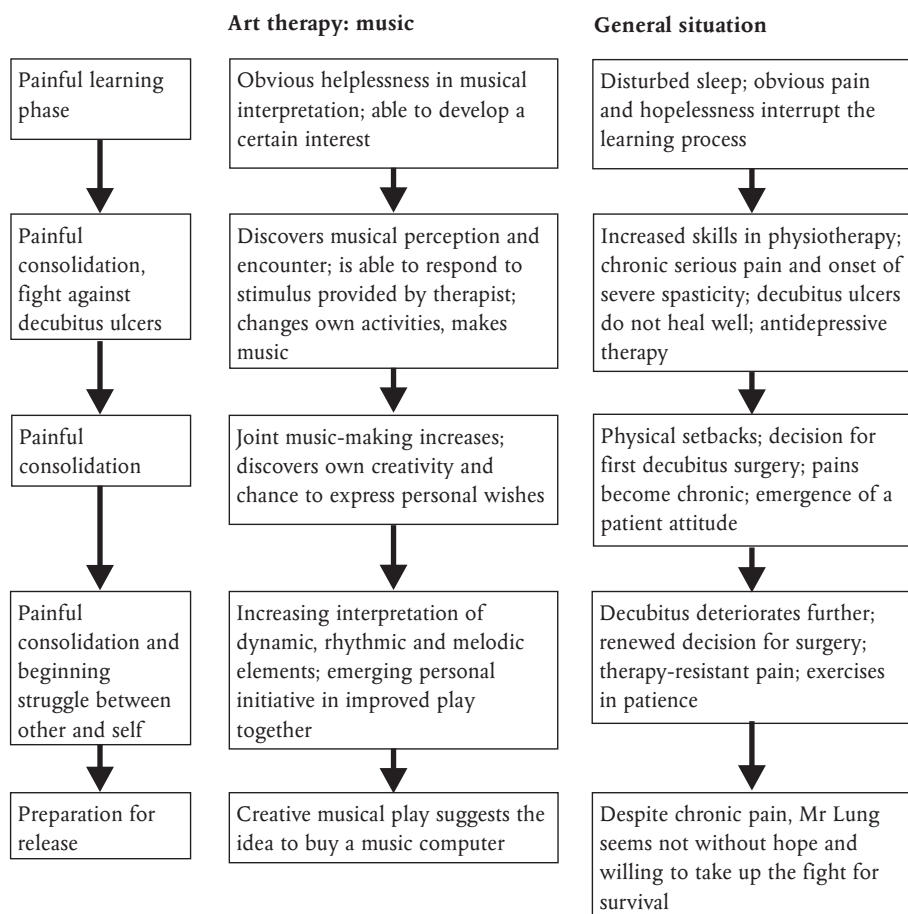 Art therapy: music
General situation
Painful learning
phase
Obvious helplessness in musical
interpretation; able to develop a
certain interest
Disturbed sleep; obvious pain
and hopelessness interrupt the
learning process
Painful
consolidation,
fight against
decubitus ulcers
Discovers musical perception and
encounter; is able to respond to
stimulus provided by therapist;
changes own activities, makes
music
Increased skills in physiotherapy;
chronic serious pain and onset of
severe spasticity; decubitus ulcers
do not heal well; antidepressive
therapy
Painful
consolidation
Joint music-making increases;
discovers own creativity and
chance to express personal wishes
Physical setbacks; decision for
first decubitus surgery; pains
become chronic; emergence of a
patient attitude
Painful
consolidation and
beginning
struggle between
other and self
Increasing interpretation of
dynamic, rhythmic and melodic
elements; emerging personal
initiative in improved play
together
Decubitus deteriorates further;
renewed decision for surgery;
therapy-resistant pain; exercises
in patience
Preparation for
release
Creative musical play suggests the
idea to buy a music computer
Despite chronic pain, Mr Lung
seems not without hope and
willing to take up the fight for
survival